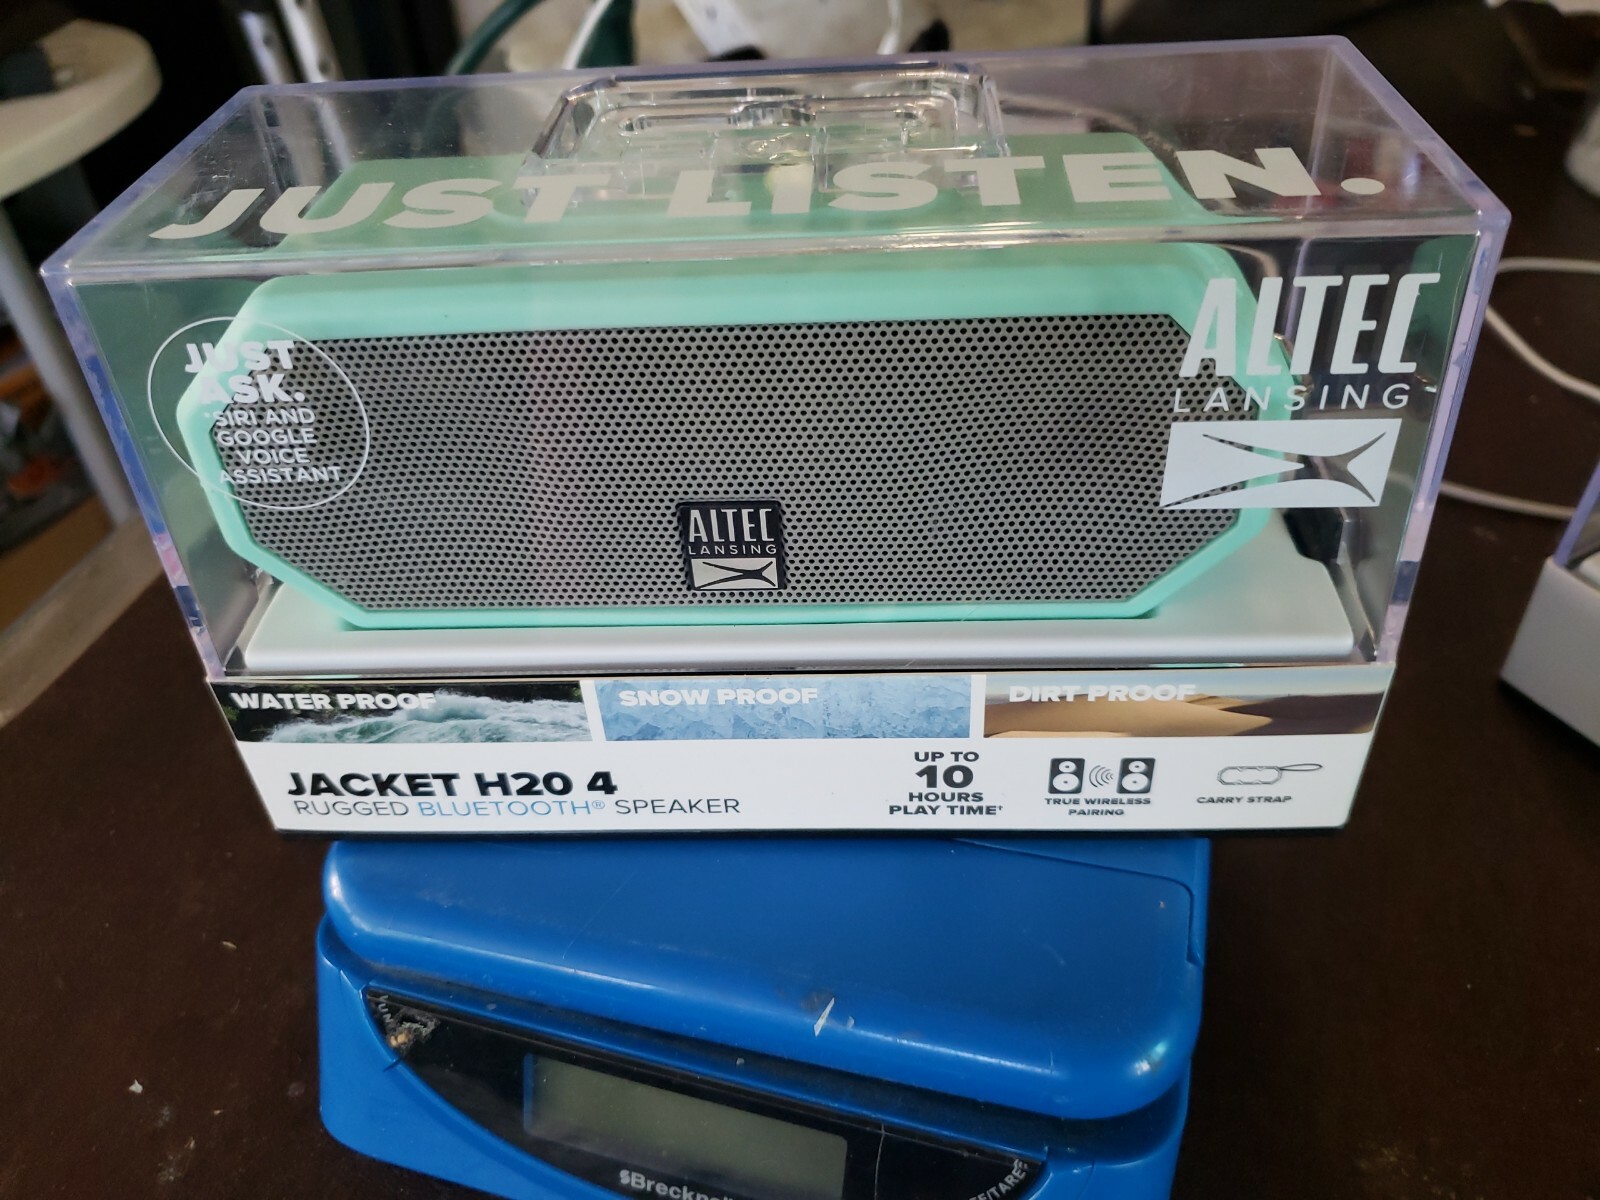 JUST LISTEN.
JUST
ASK.
SIRI AND
GOOGLE
VOICE
ASSISTANT
ALTEC
LANSING
ALTEC
LANSING
WATER PROOF
SNOW PROOF
DIRT PROOF
JACKET H20 4
RUGGED BLUETOOTH® SPEAKER
UP TO
10
HOURS
PLAY TIME†
TRUE WIRELESS
PAIRING
CARRY STRAP